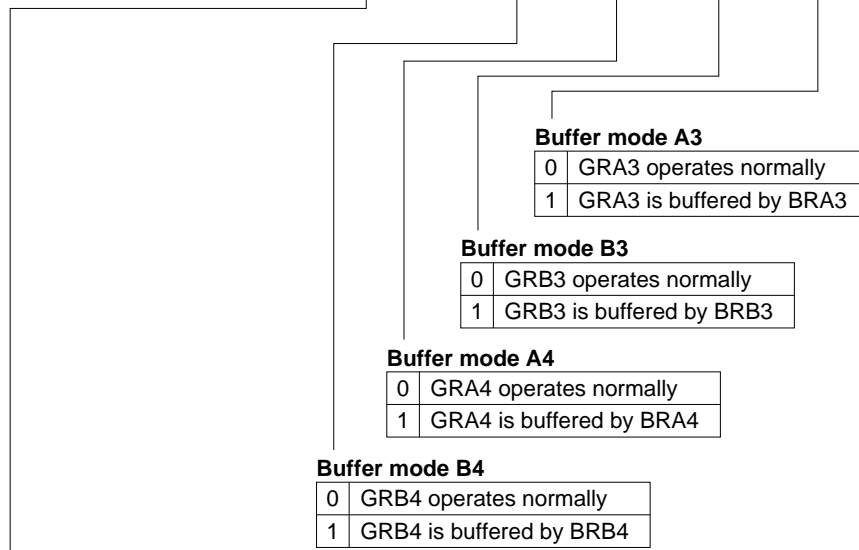 Buffer mode A3
0 GRA3 operates normally
1 GRA3 is buffered by BRA3
Buffer mode B3
0 GRB3 operates normally
1 GRB3 is buffered by BRB3
Buffer mode A4
0 GRA4 operates normally
1 GRA4 is buffered by BRA4
Buffer mode B4
0 GRB4 operates normally
1 GRB4 is buffered by BRB4